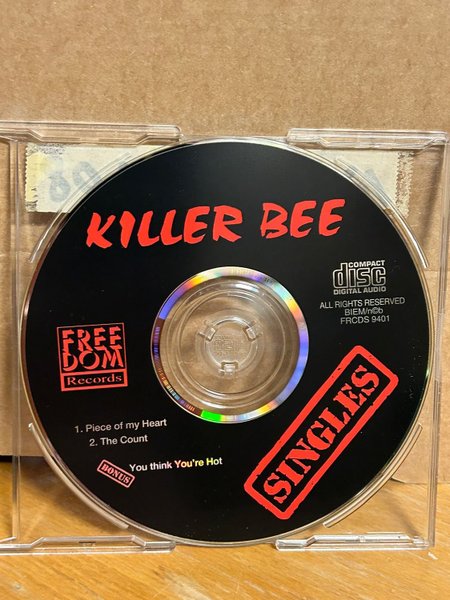 KILLER BEE
COMPACT
disc
DIGITAL AUDIO
ALL RIGHTS RESERVED
BIEM/n©b
FRCDS 9401
FREE
DOM
Records
1. Piece of my Heart
2. The Count
BONUS
You think You're Hot
SINGLES